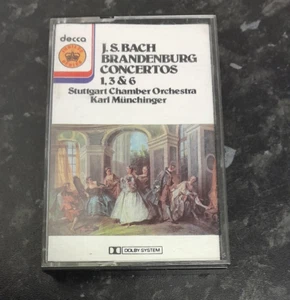 decca
J.S. BACH
BRANDENBURG
CONCERTOS
1, 3 & 6
Stuttgart Chamber Orchestra
Karl Münchinger
DOLBY SYSTEM